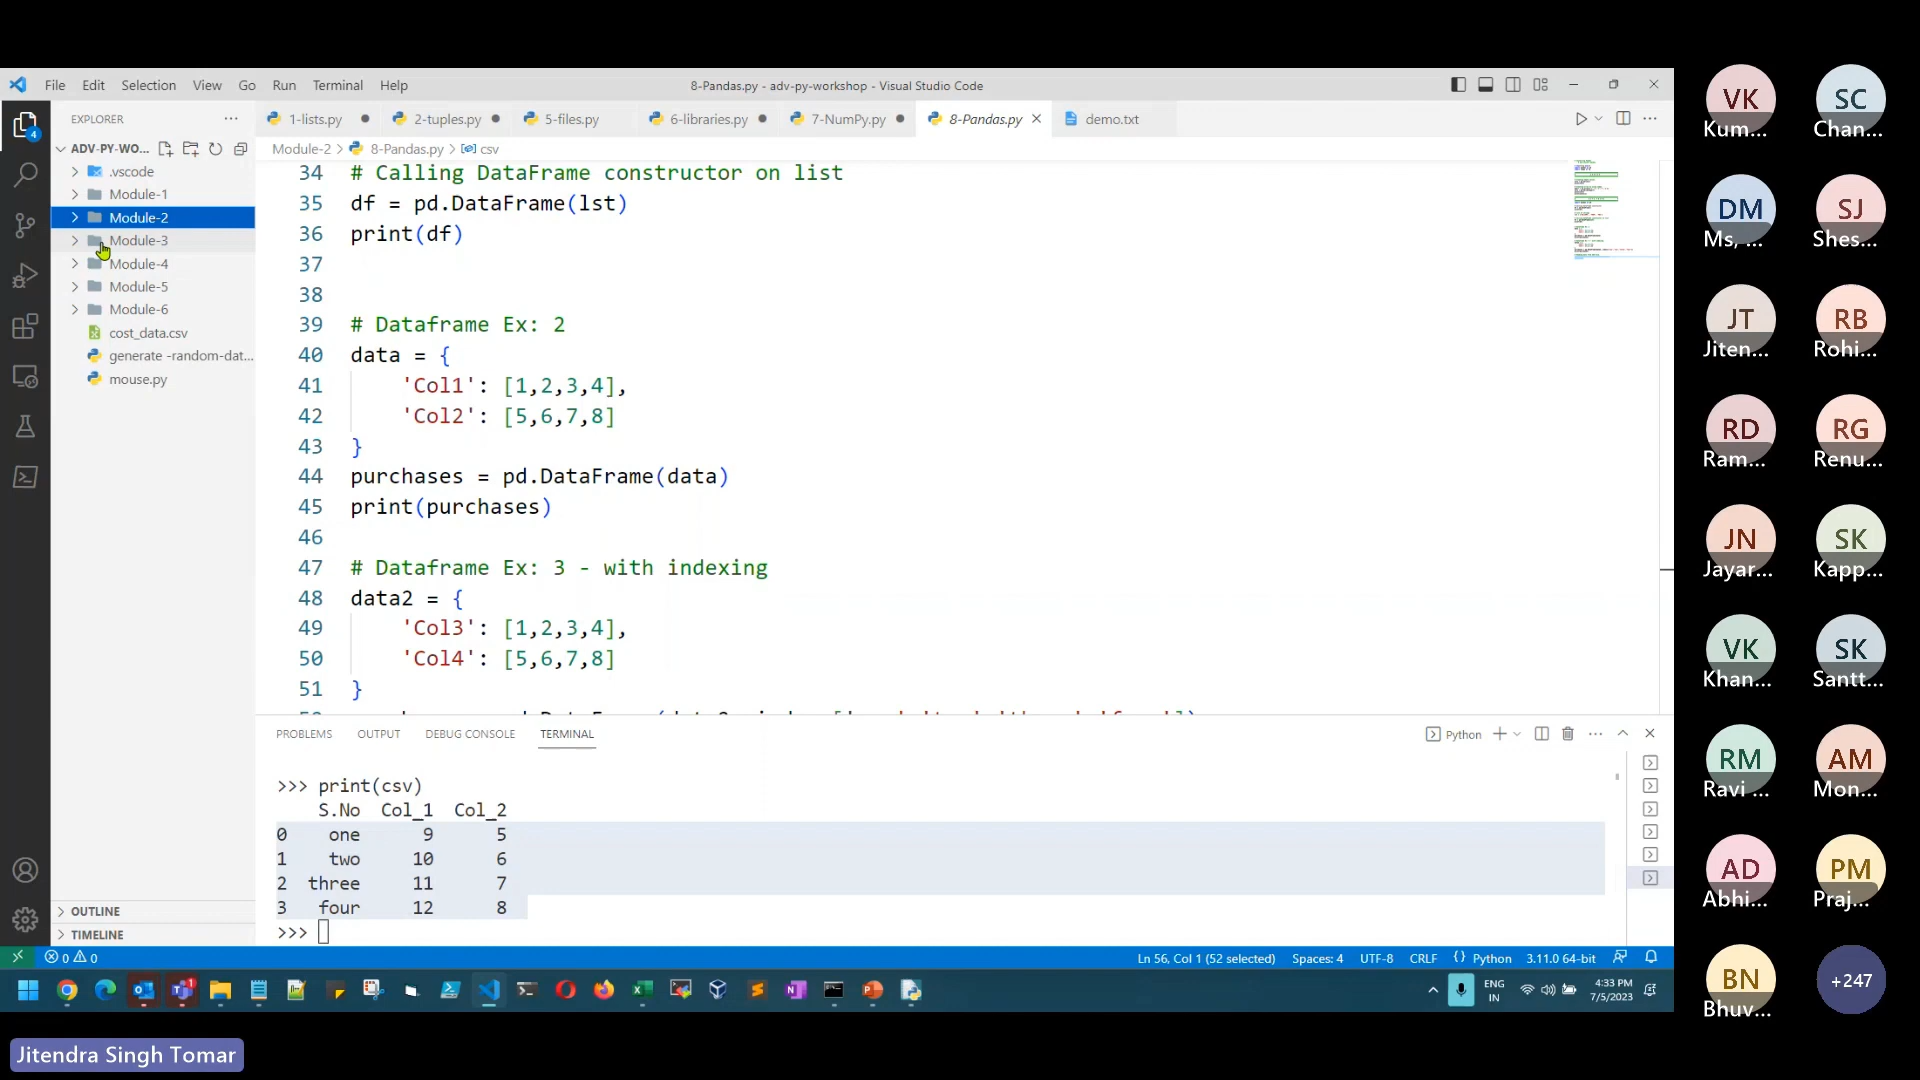 File Edit Selection View Go Run Terminal Help
8-Pandas.py - adv-py-workshop - Visual Studio Code
EXPLORER
ADV-PY-WO...
.vscode
Module-1
Module-2
Module-3
Module-4
Module-5
Module-6
cost_data.csv
generate -random-dat...
mouse.py
OUTLINE
TIMELINE
4
1-lists.py 2-tuples.py 5-files.py 6-libraries.py 7-NumPy.py 8-Pandas.py demo.txt
Module-2 > 8-Pandas.py > csv
34 # Calling DataFrame constructor on list
35 df = pd.DataFrame(lst)
36 print(df)
37
38
39 # Dataframe Ex: 2
40 data = {
41 'Col1': [1,2,3,4],
42 'Col2': [5,6,7,8]
43 }
44 purchases = pd.DataFrame(data)
45 print(purchases)
46
47 # Dataframe Ex: 3 - with indexing
48 data2 = {
49 'Col3': [1,2,3,4],
50 'Col4': [5,6,7,8]
51 }
PROBLEMS OUTPUT DEBUG CONSOLE TERMINAL
Python
>>> print(csv)
S.No Col_1 Col_2
0 one 9 5
1 two 10 6
2 three 11 7
3 four 12 8
>>>
0 0 Ln 56, Col 1 (52 selected) Spaces: 4 UTF-8 CRLF Python 3.11.0 64-bit
ENG
IN
4:33 PM
7/5/2023
Jitendra Singh Tomar
VK
Kum...
SC
Chan...
DM
Ms, ...
SJ
Shes...
JT
Jiten...
RB
Rohi...
RD
Ram...
RG
Renu...
JN
Jayar...
SK
Kapp...
VK
Khan...
SK
Santt...
RM
Ravi ...
AM
Mon...
AD
Abhi...
PM
Praj...
BN
Bhuv...
+247